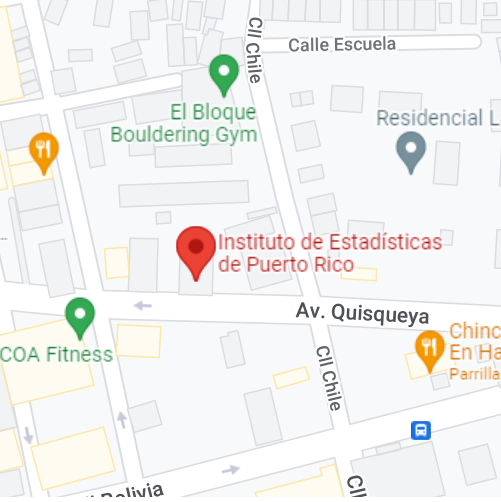 Cll Chile
Calle Escuela
El Bloque
Bouldering Gym
Residencial L
Instituto de Estadísticas
de Puerto Rico
Av. Quisqueya
COA Fitness
Chinc
En Ha
Parrilla
Cll Chile
Cll
Bolivia